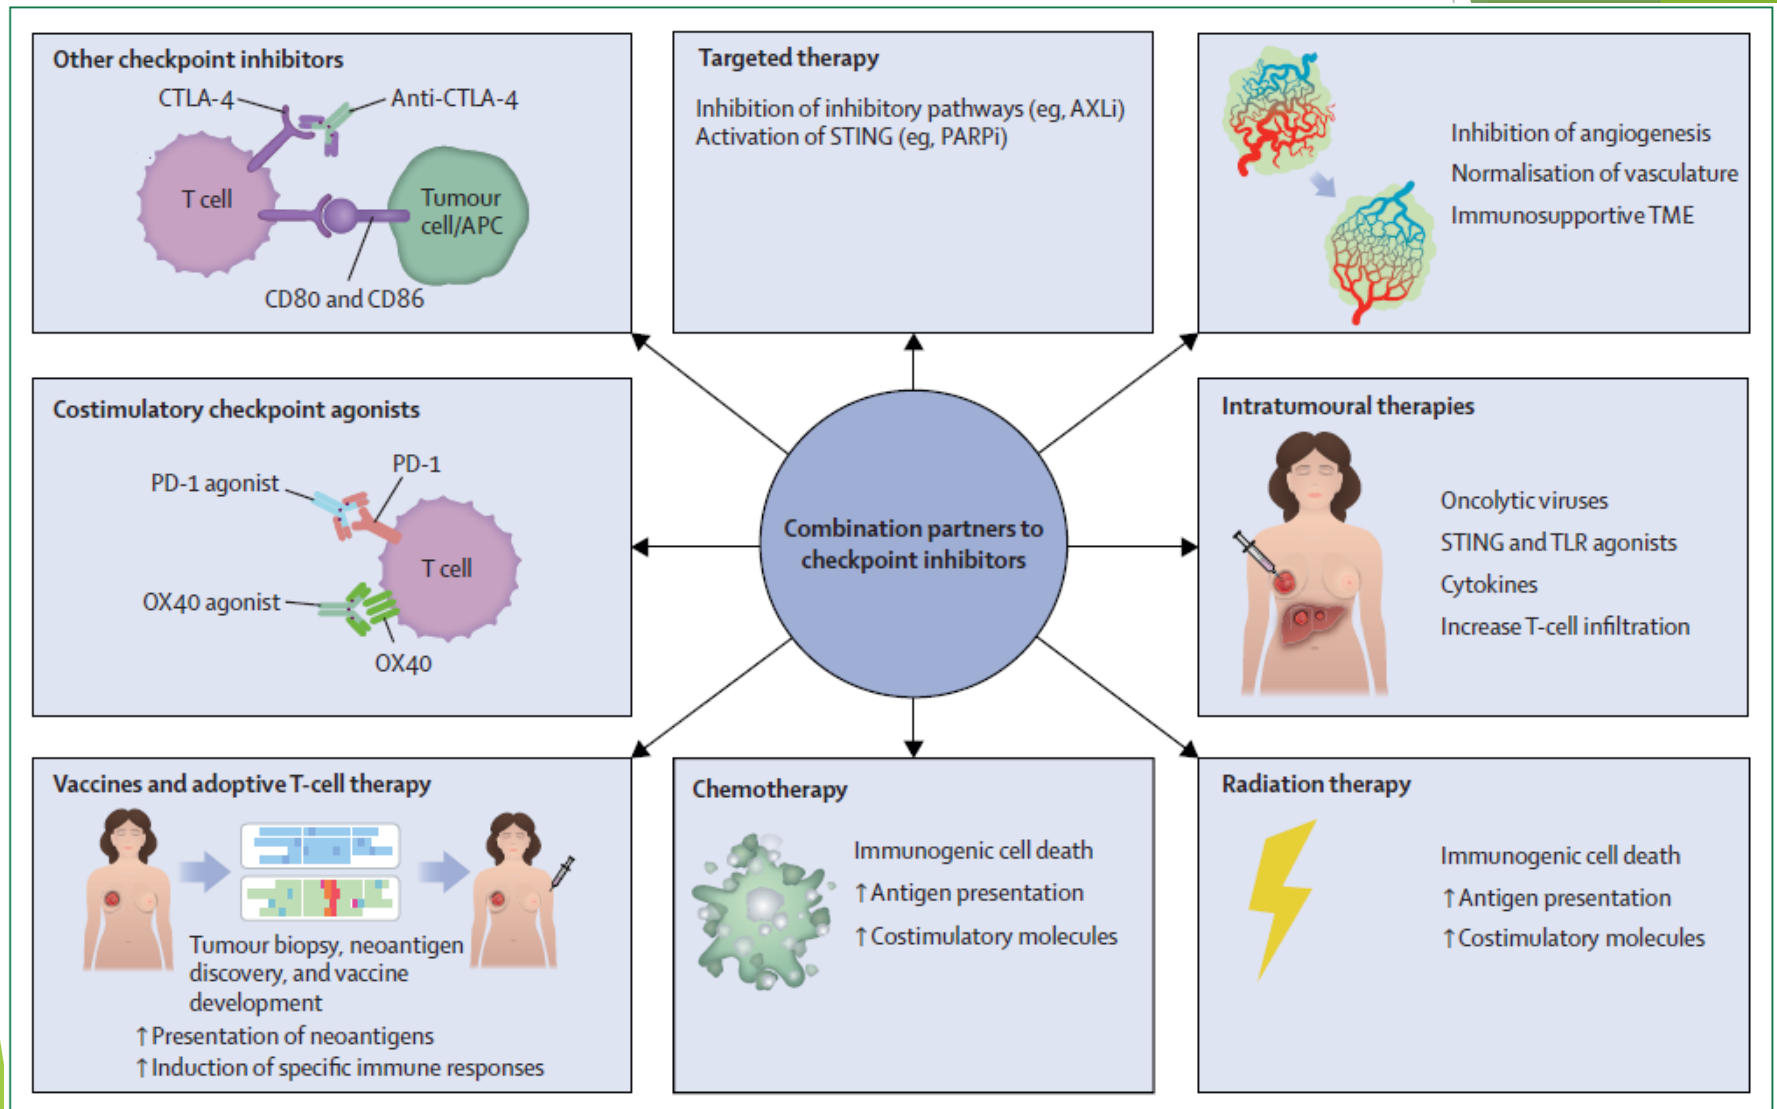 Other checkpoint inhibitors
CTLA-4
Anti-CTLA-4
T cell
Tumour
cell/APC
CD80 and CD86
Targeted therapy
Inhibition of inhibitory pathways (eg, AXLi)
Activation of STING (eg, PARPi)
Inhibition of angiogenesis
Normalisation of vasculature
Immunosupportive TME
Costimulatory checkpoint agonists
PD-1 agonist
PD-1
T cell
OX40 agonist
OX40
Combination partners to
checkpoint inhibitors
Intratumoural therapies
Oncolytic viruses
STING and TLR agonists
Cytokines
Increase T-cell infiltration
Vaccines and adoptive T-cell therapy
Tumour biopsy, neoantigen
discovery, and vaccine
development
↑Presentation of neoantigens
↑Induction of specific immune responses
Chemotherapy
Immunogenic cell death
↑Antigen presentation
↑Costimulatory molecules
Radiation therapy
Immunogenic cell death
↑Antigen presentation
↑Costimulatory molecules